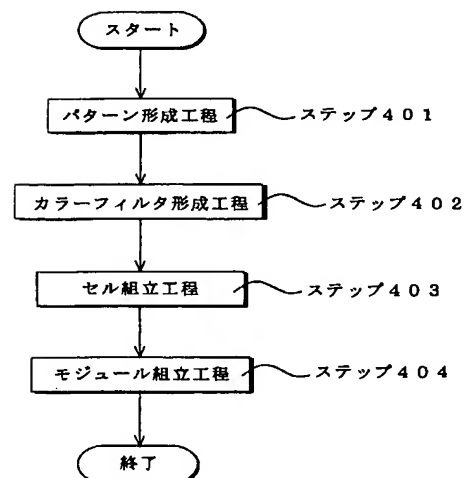 スタート
パターン形成工程 ステップ401
カラーフィルタ形成工程 ステップ402
セル組立工程 ステップ403
モジュール組立工程 ステップ404
終了